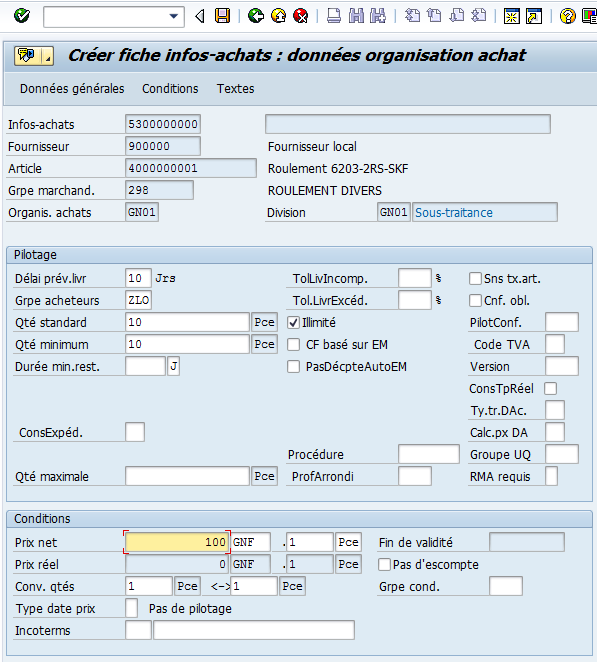 Créer fiche infos-achats : données organisation achat
Données générales Conditions Textes
Infos-achats 5300000000
Fournisseur 900000 Fournisseur local
Article 4000000001 Roulement 6203-2RS-SKF
Grpe marchand. 298 ROULEMENT DIVERS
Organis. achats GN01 Division GN01 Sous-traitance
Pilotage
Délai prév.livr 10 Jrs TolLivIncomp. % Sns tx.art.
Grpe acheteurs ZLO Tol.LivrExcéd. % Cnf. obl.
Qté standard 10 Pce Illimité PilotConf.
Qté minimum 10 Pce CF basé sur EM Code TVA
Durée min.rest. J PasDécpteAutoEM Version
ConsTpRéel
Ty.tr.DAc.
ConsExpéd. Calc.px DA
Procédure Groupe UQ
Qté maximale Pce ProfArrondi RMA requis
Conditions
Prix net 100 GNF . 1 Pce Fin de validité
Prix réel 0 GNF . 1 Pce Pas d'escompte
Conv. qtés 1 Pce <-> 1 Pce Grpe cond.
Type date prix Pas de pilotage
Incoterms